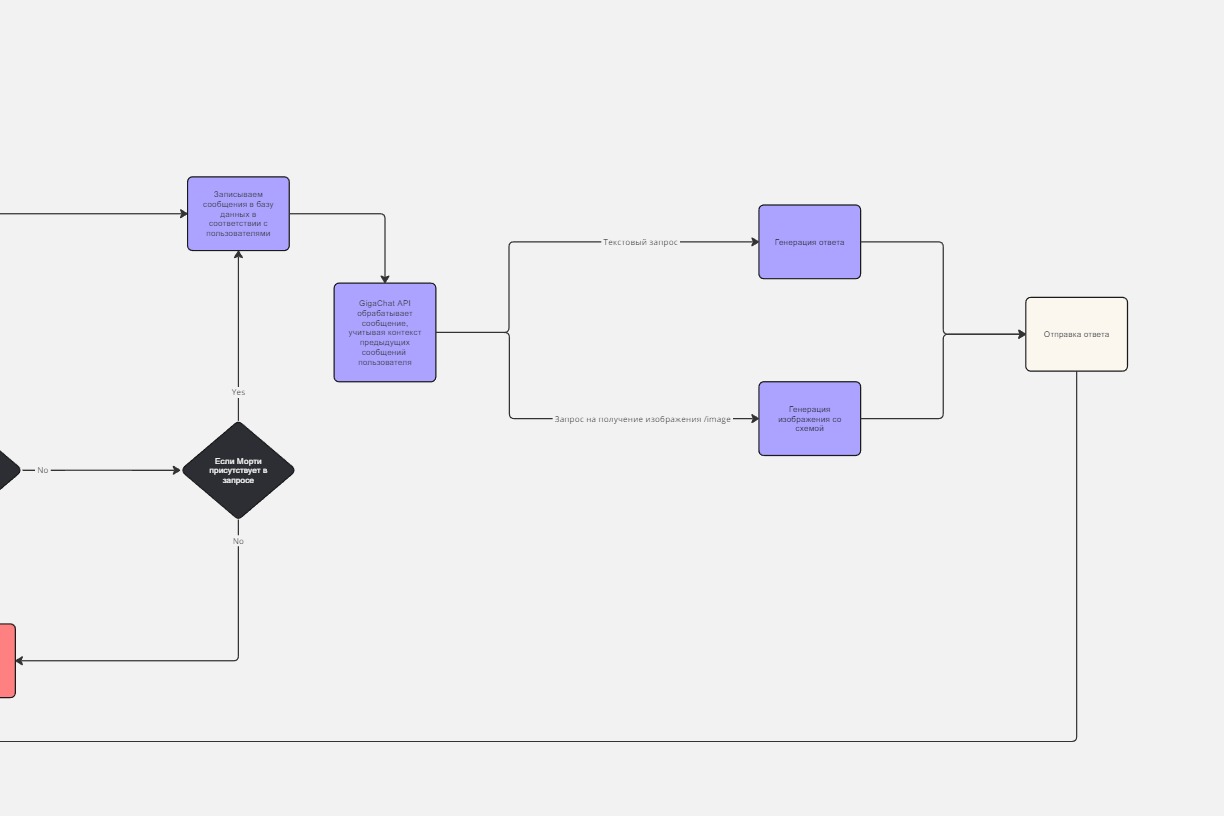 Записываем
сообщения в базу
данных в
соответствии с
пользователями
GigaChat API
обрабатывает
сообщение,
учитывая контекст
предыдущих
сообщений
пользователя
Текстовый запрос
Генерация ответа
Отправка ответа
Запрос на получение изображения /image
Генерация
изображения со
схемой
Yes
No
Если Морти
присутствует в
запросе
No